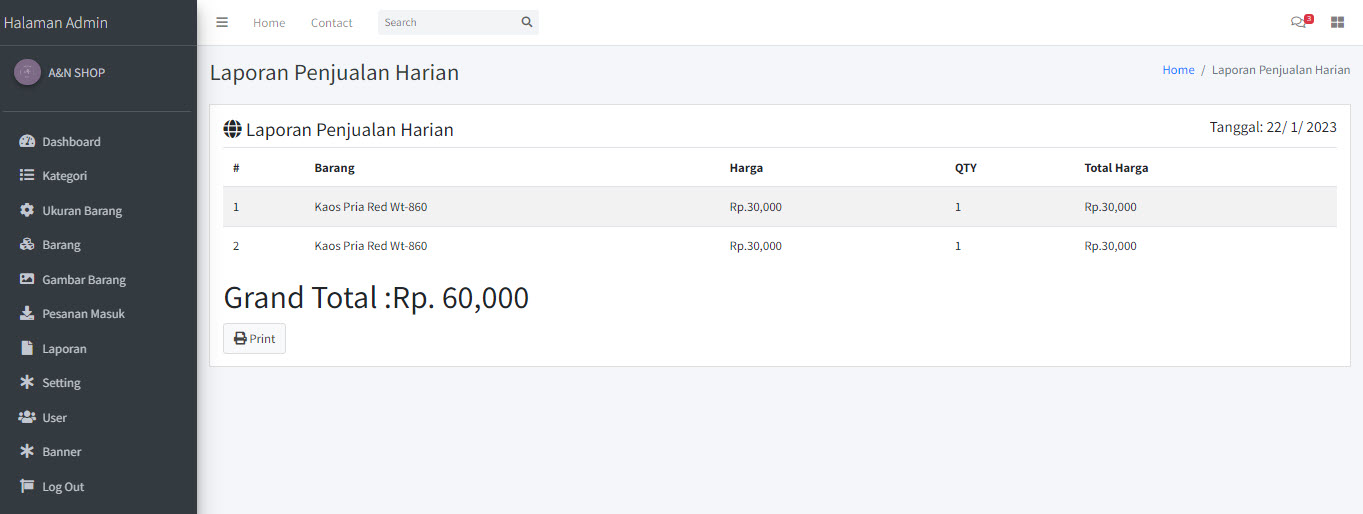 Halaman Admin
Home Contact Search 3
A&N SHOP
Dashboard
Kategori
Ukuran Barang
Barang
Gambar Barang
Pesanan Masuk
Laporan
Setting
User
Banner
Log Out
Laporan Penjualan Harian
Home / Laporan Penjualan Harian
Laporan Penjualan Harian Tanggal: 22/ 1/ 2023
# Barang Harga QTY Total Harga
1 Kaos Pria Red Wt-860 Rp.30,000 1 Rp.30,000
2 Kaos Pria Red Wt-860 Rp.30,000 1 Rp.30,000
Grand Total :Rp. 60,000
Print